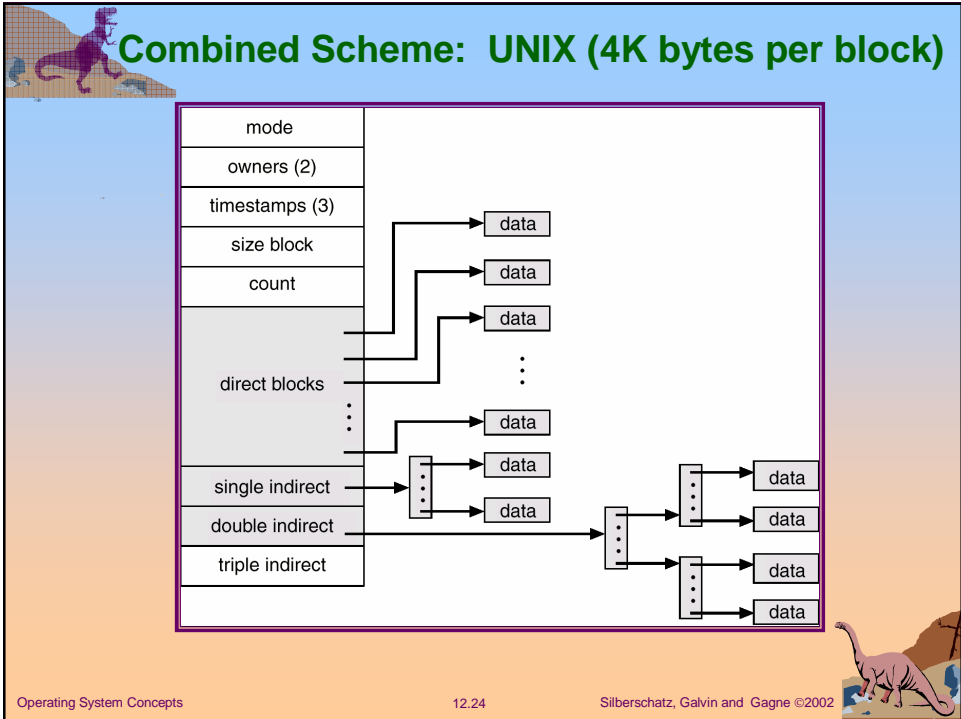 Combined Scheme: UNIX (4K bytes per block)
mode
owners (2)
timestamps (3)
size block
count
direct blocks
single indirect
double indirect
triple indirect
data
data
data
data
data
data
data
data
data
data
Operating System Concepts
12.24
Silberschatz, Galvin and Gagne ©2002